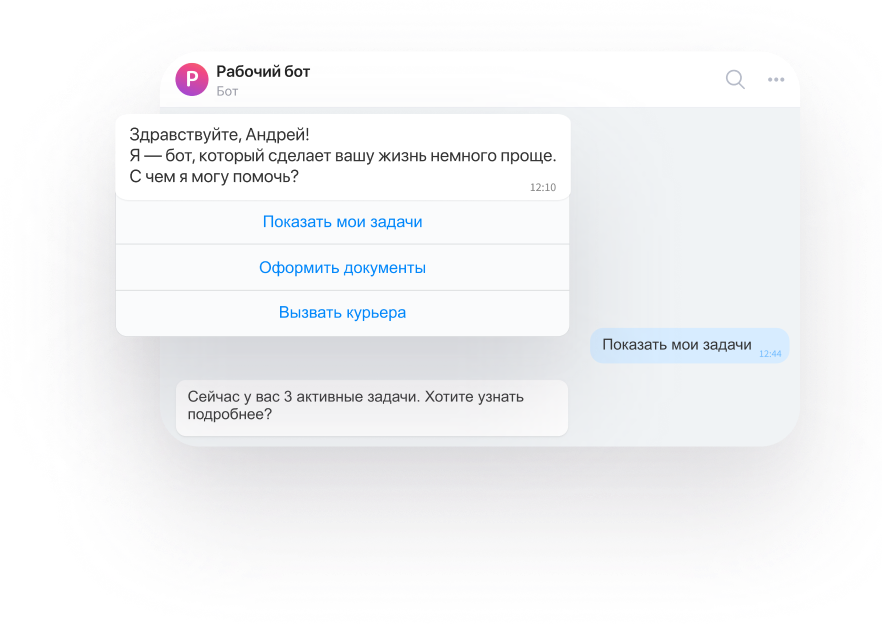 Р
Рабочий бот
Бот
Здравствуйте, Андрей!
Я — бот, который сделает вашу жизнь немного проще.
С чем я могу помочь?
12:10
Показать мои задачи
Оформить документы
Вызвать курьера
Показать мои задачи
12:44
Сейчас у вас 3 активные задачи. Хотите узнать
подробнее?